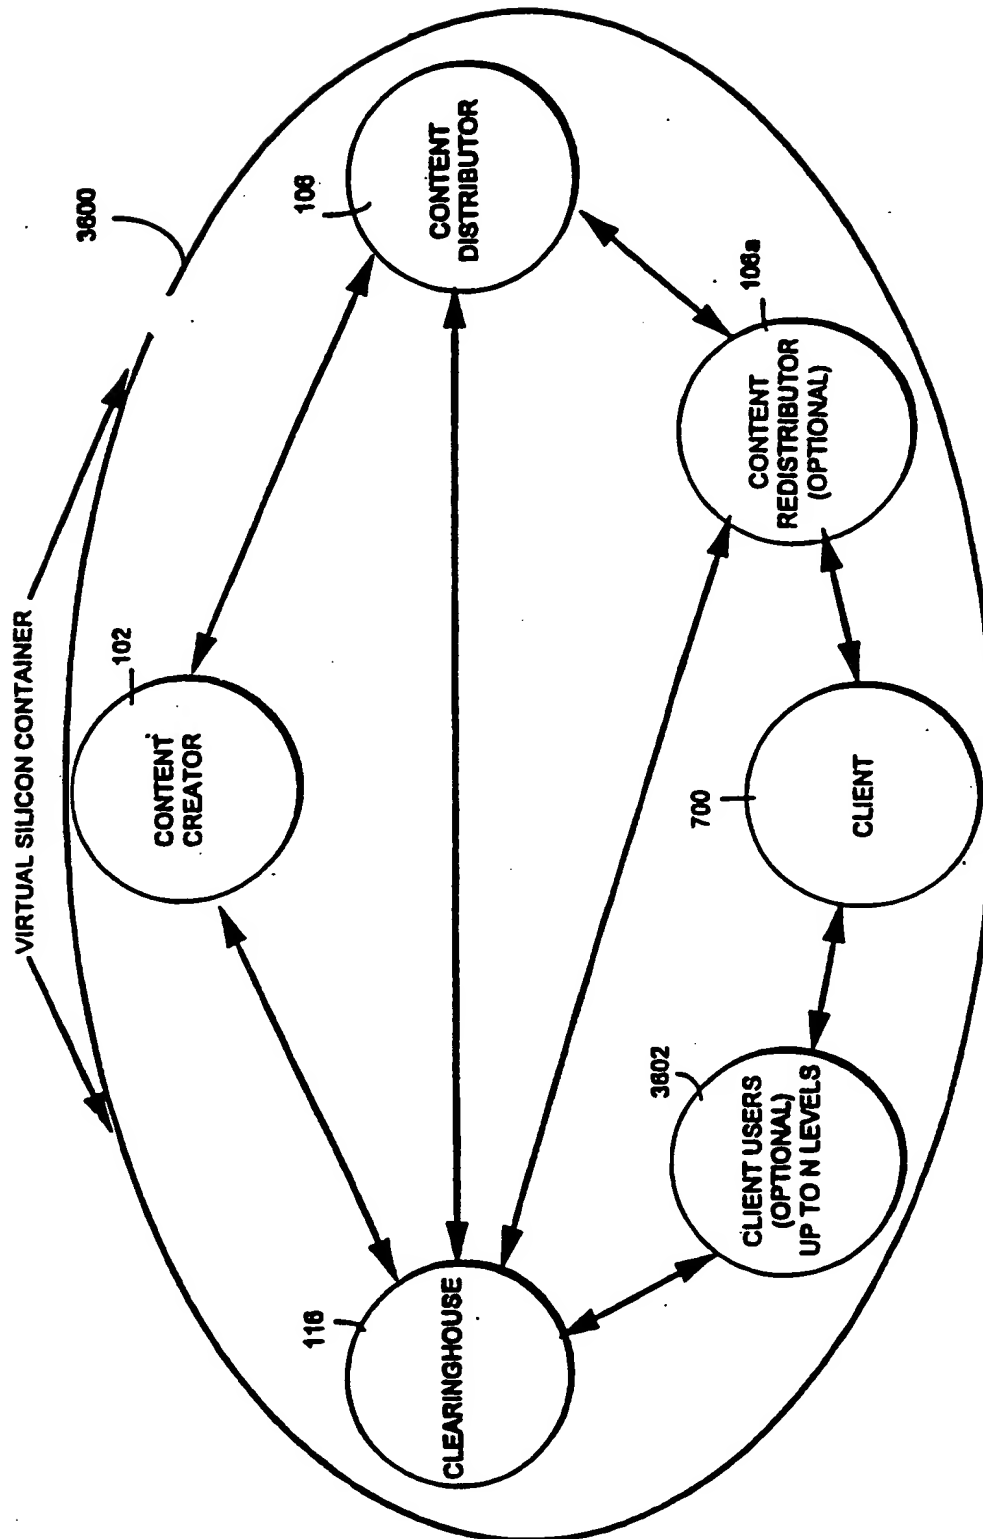 VIRTUAL SILICON CONTAINER
3600
102
CONTENT
CREATOR
106
CONTENT
DISTRIBUTOR
116
CLEARINGHOUSE
106a
CONTENT
REDISTRIBUTOR
(OPTIONAL)
3602
CLIENT USERS
(OPTIONAL)
UP TO N LEVELS
700
CLIENT